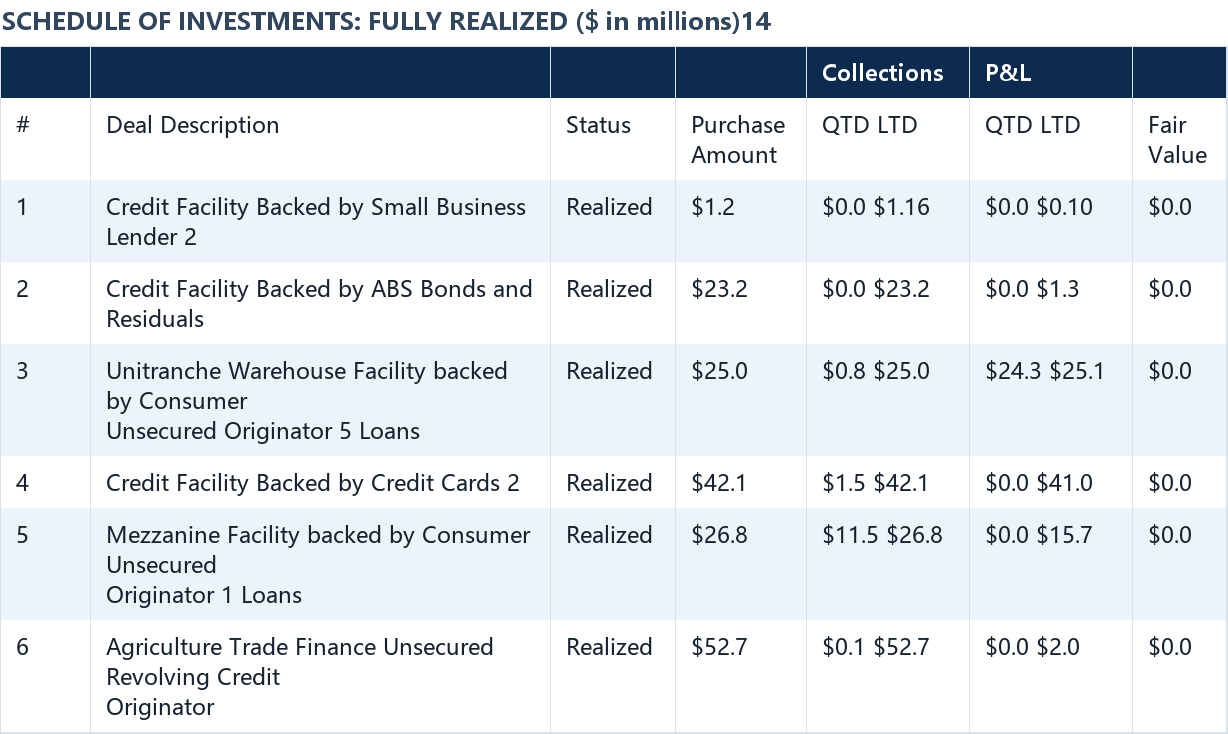 SCHEDULE OF INVESTMENTS: FULLY REALIZED ($ in millions)14
Collections P&L
# Deal Description Status Purchase Amount QTD LTD QTD LTD Fair Value
1 Credit Facility Backed by Small Business Lender 2 Realized $1.2 $0.0 $1.16 $0.0 $0.10 $0.0
2 Credit Facility Backed by ABS Bonds and Residuals Realized $23.2 $0.0 $23.2 $0.0 $1.3 $0.0
3 Unitranche Warehouse Facility backed by Consumer Unsecured Originator 5 Loans Realized $25.0 $0.8 $25.0 $24.3 $25.1 $0.0
4 Credit Facility Backed by Credit Cards 2 Realized $42.1 $1.5 $42.1 $0.0 $41.0 $0.0
5 Mezzanine Facility backed by Consumer Unsecured Originator 1 Loans Realized $26.8 $11.5 $26.8 $0.0 $15.7 $0.0
6 Agriculture Trade Finance Unsecured Revolving Credit Originator Realized $52.7 $0.1 $52.7 $0.0 $2.0 $0.0